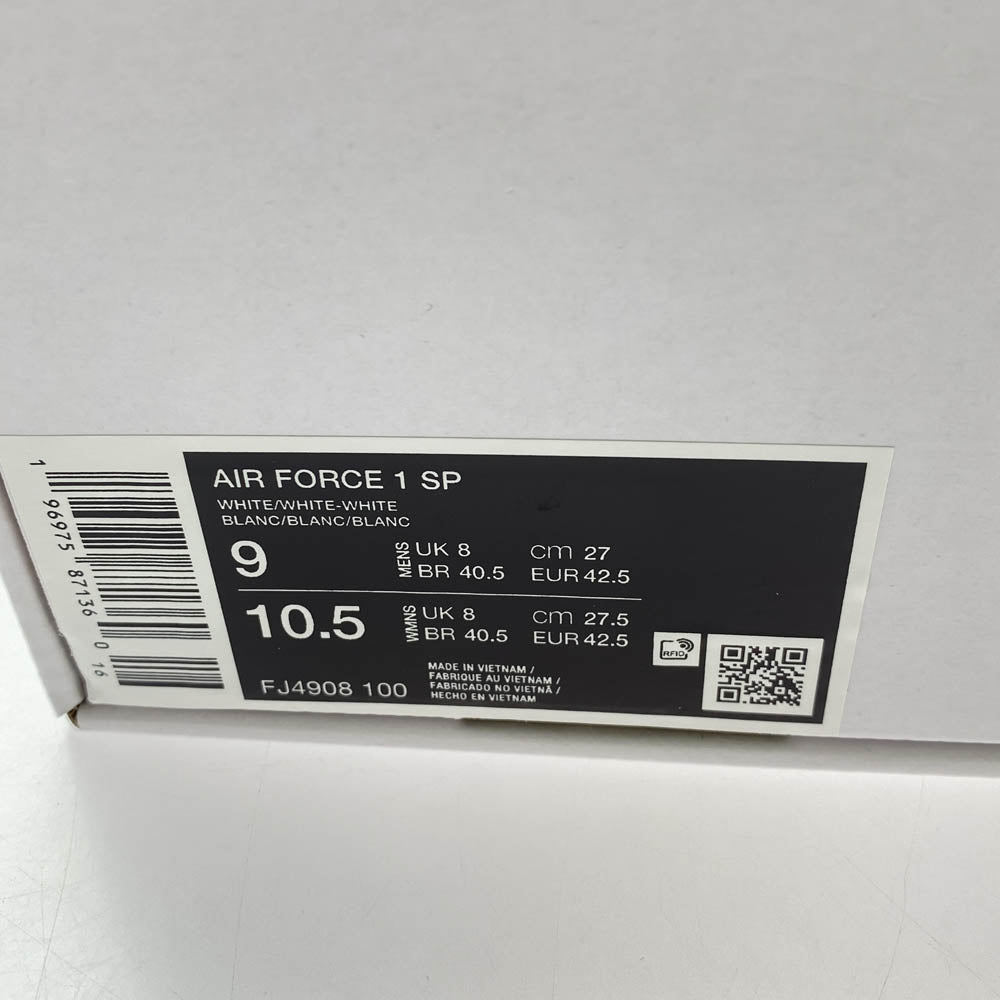 1 96975 87136 0 16
AIR FORCE 1 SP
WHITE/WHITE-WHITE
BLANC/BLANC/BLANC
9 MENS UK 8 cm 27
BR 40.5 EUR 42.5
10.5 WMNS UK 8 cm 27.5
BR 40.5 EUR 42.5
FJ4908 100
MADE IN VIETNAM /
FABRIQUE AU VIETNAM /
FABRICADO NO VIETNÃ /
HECHO EN VIETNAM
RFID